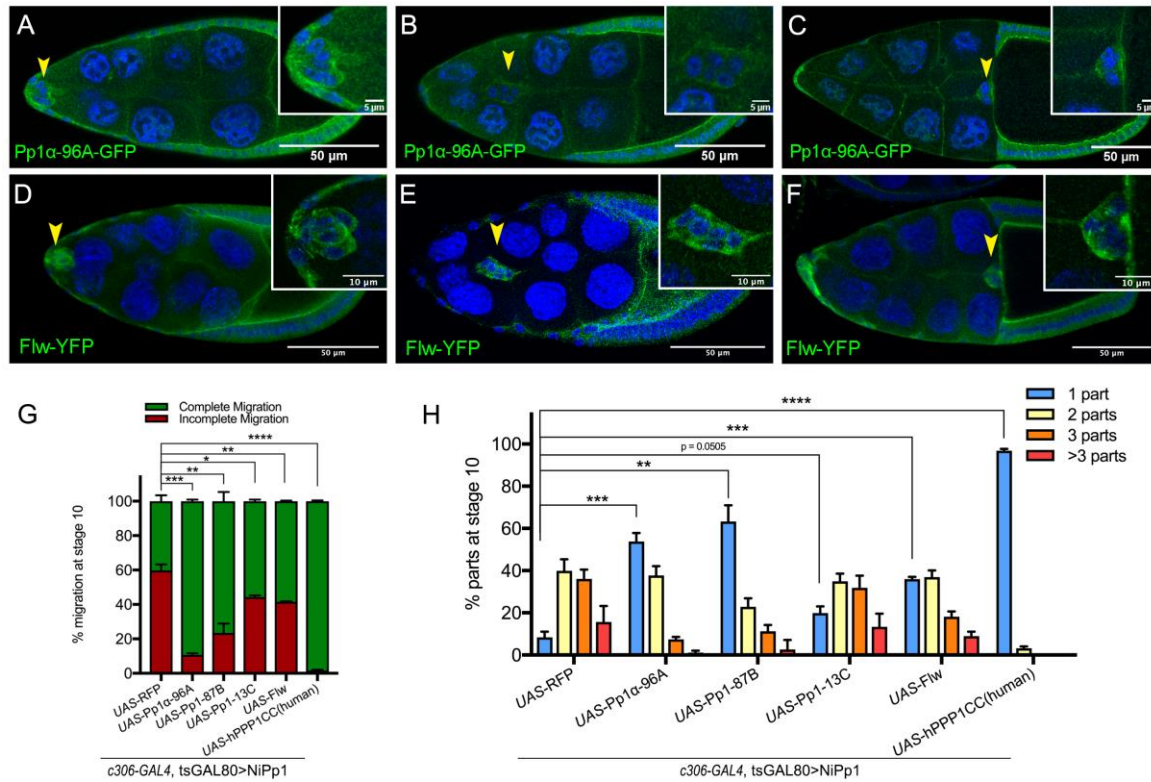 A
5 µm
50 µm
Pp1α-96A-GFP
B
5 µm
50 µm
Pp1α-96A-GFP
C
5 µm
50 µm
Pp1α-96A-GFP
D
10 µm
50 µm
Flw-YFP
E
10 µm
50 µm
Flw-YFP
F
10 µm
50 µm
Flw-YFP
G
Complete Migration
Incomplete Migration
****
**
*
**
***
% migration at stage 10
100
80
60
40
20
0
UAS-RFP
UAS-Pp1α-96A
UAS-Pp1-87B
UAS-Pp1-13C
UAS-Flw
UAS-hPPP1CC(human)
c306-GAL4, tsGAL80>NiPp1
H
1 part
2 parts
3 parts
>3 parts
****
***
p = 0.0505
**
***
% parts at stage 10
100
80
60
40
20
0
UAS-RFP
UAS-Pp1α-96A
UAS-Pp1-87B
UAS-Pp1-13C
UAS-Flw
UAS-hPPP1CC(human)
c306-GAL4, tsGAL80>NiPp1